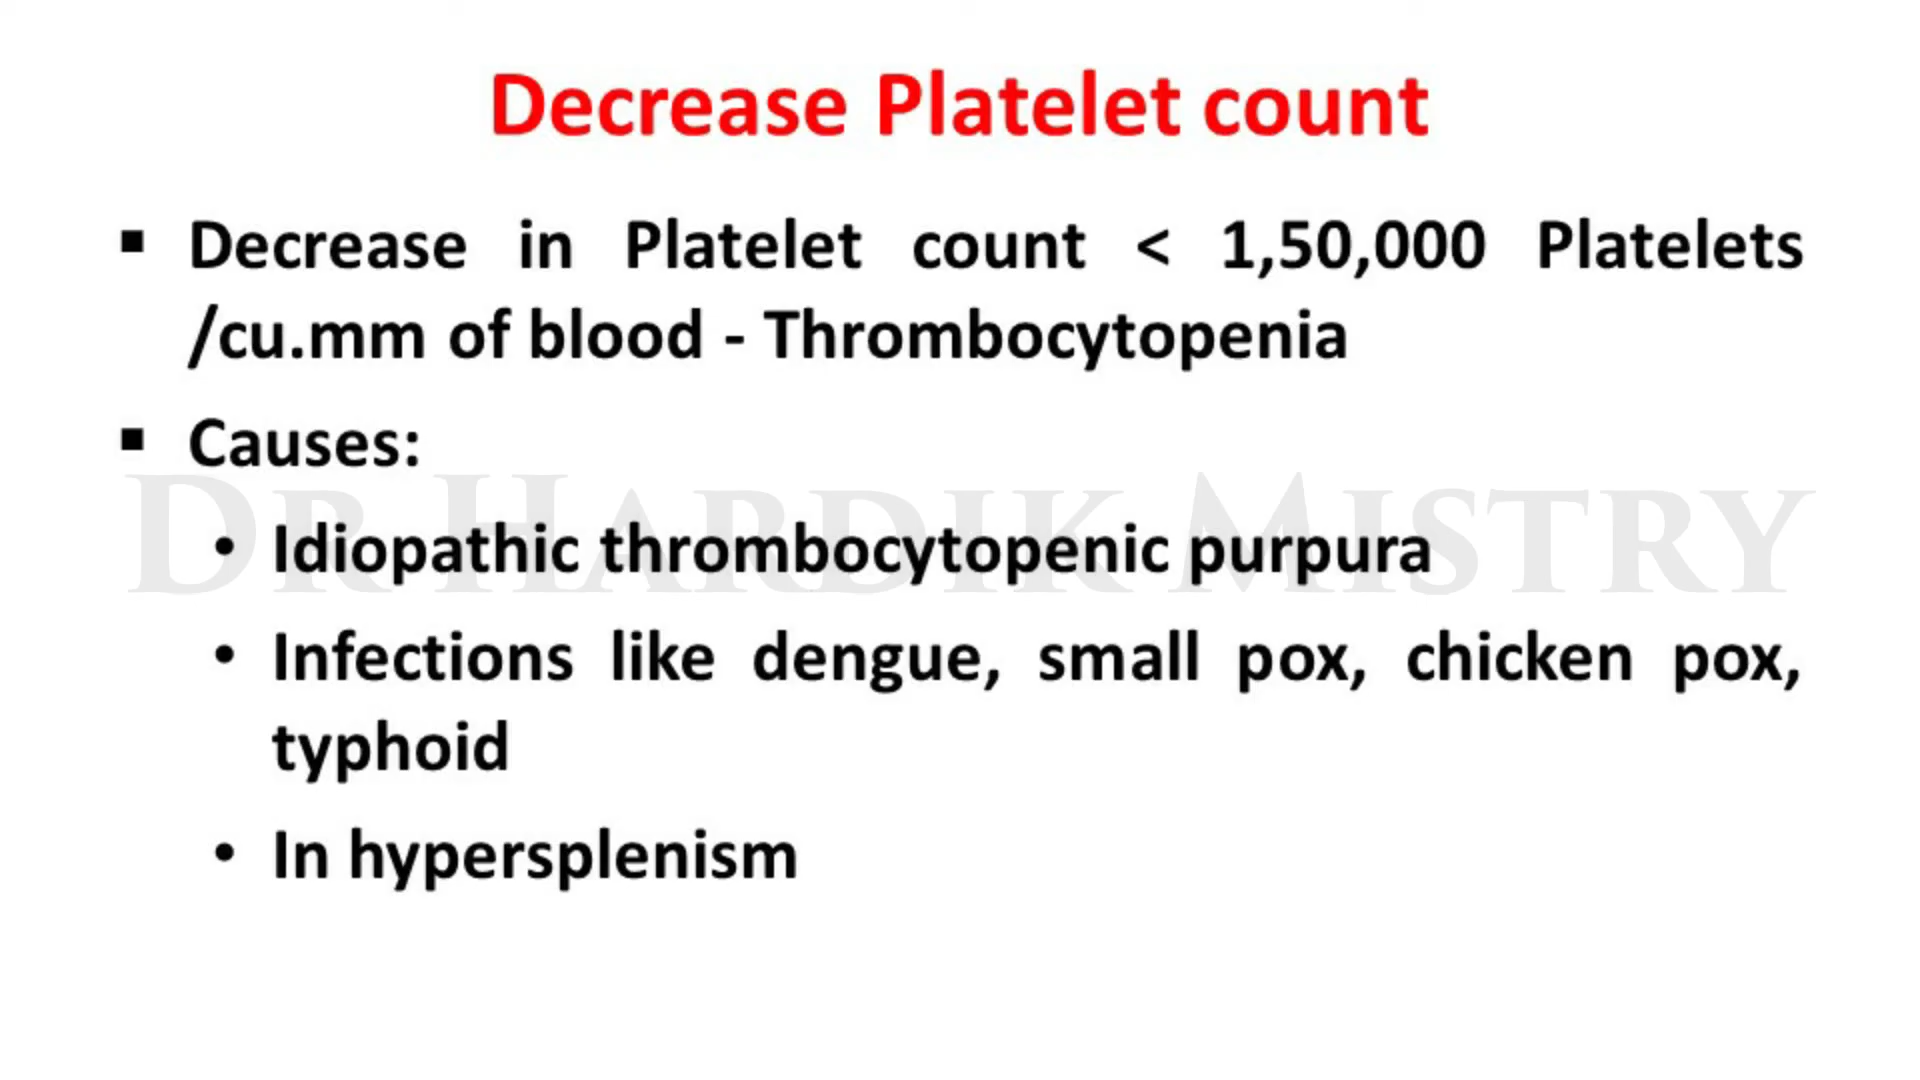 Decrease Platelet count
▪ Decrease in Platelet count < 1,50,000 Platelets
/cu.mm of blood - Thrombocytopenia
▪ Causes:
DR HARDIK MISTRY
• Idiopathic thrombocytopenic purpura
• Infections like dengue, small pox, chicken pox,
typhoid
• In hypersplenism